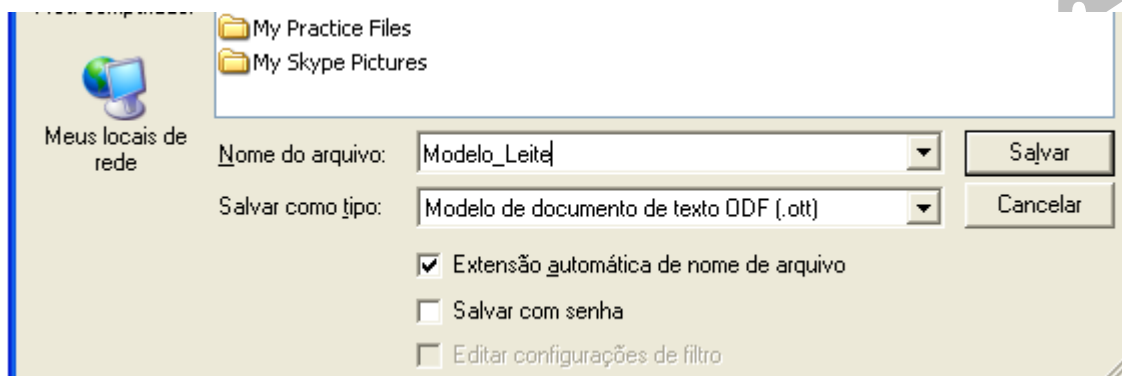 My Practice Files
My Skype Pictures
Meus locais de
rede
Nome do arquivo: Modelo_Leite Salvar
Salvar como tipo: Modelo de documento de texto ODF (.ott) Cancelar
Extensão automática de nome de arquivo
Salvar com senha
Editar configurações de filtro